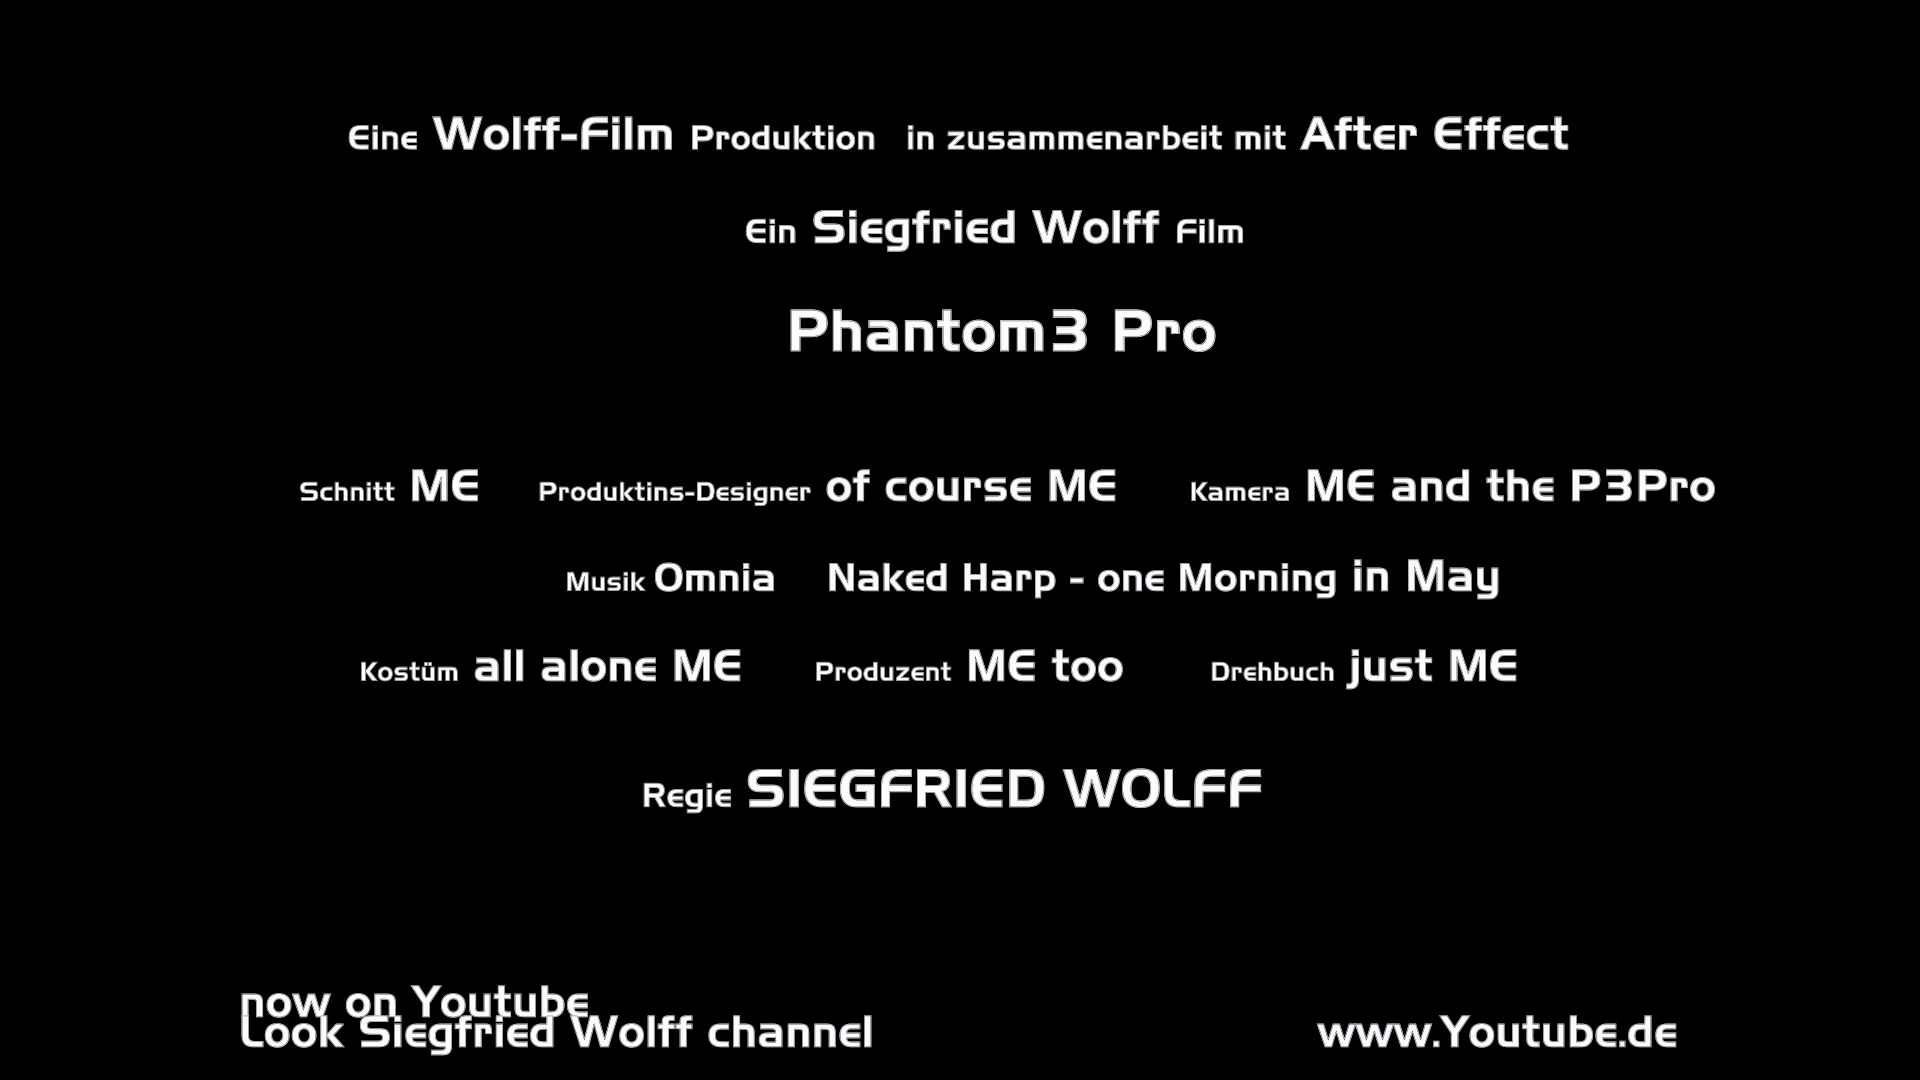 Eine Wolff-Film Produktion in zusammenarbeit mit After Effect
Ein Siegfried Wolff Film
Phantom3 Pro
Schnitt ME Produktins-Designer of course ME Kamera ME and the P3Pro
Musik Omnia Naked Harp - one Morning in May
Kostüm all alone ME Produzent ME too Drehbuch just ME
Regie SIEGFRIED WOLFF
now on Youtube
Look Siegfried Wolff channel www.Youtube.de